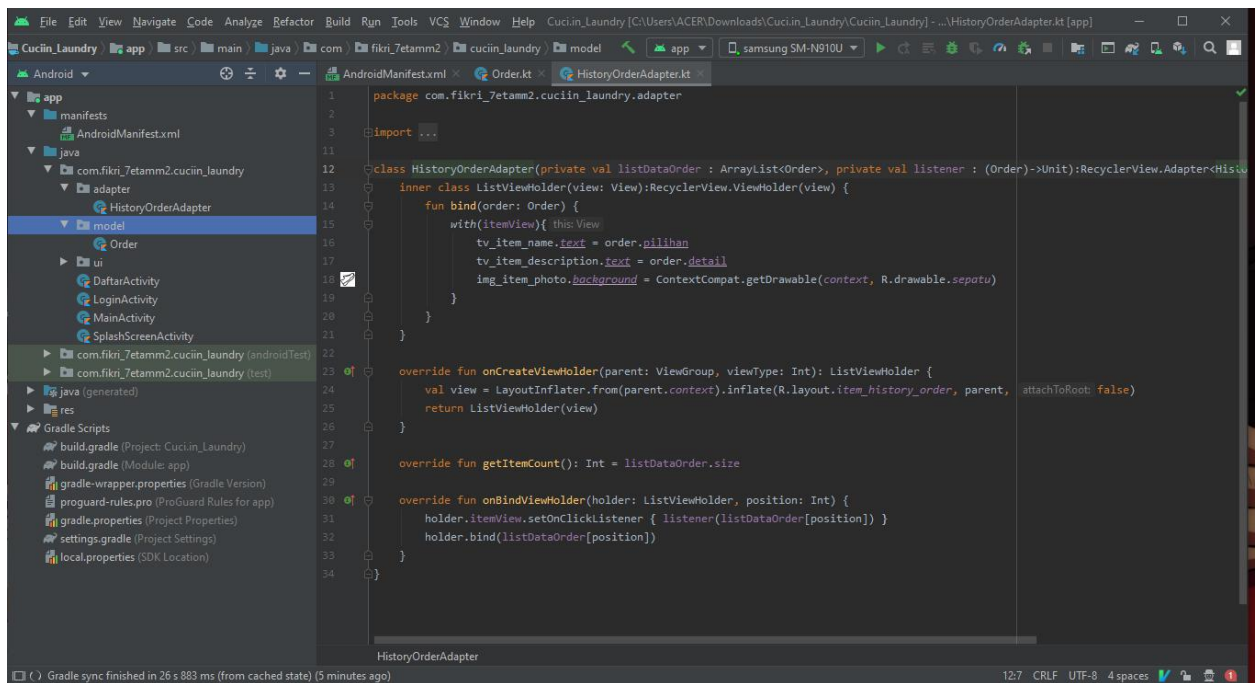 File Edit View Navigate Code Analyze Refactor Build Run Tools VCS Window Help Cuci.in_Laundry [C:\Users\ACER\Downloads\Cuci.in_Laundry\Cuciin_Laundry] - ...\HistoryOrderAdapter.kt [app]
Cuciin_Laundry app src main java com fikri_7etamm2 cuciin_laundry model app samsung SM-N910U
Android
AndroidManifest.xml Order.kt HistoryOrderAdapter.kt
app
manifests
AndroidManifest.xml
java
com.fikri_7etamm2.cuciin_laundry
adapter
HistoryOrderAdapter
model
Order
ui
DaftarActivity
LoginActivity
MainActivity
SplashScreenActivity
com.fikri_7etamm2.cuciin_laundry (androidTest)
com.fikri_7etamm2.cuciin_laundry (test)
java (generated)
res
Gradle Scripts
build.gradle (Project: Cuci.in_Laundry)
build.gradle (Module: app)
gradle-wrapper.properties (Gradle Version)
proguard-rules.pro (ProGuard Rules for app)
gradle.properties (Project Properties)
settings.gradle (Project Settings)
local.properties (SDK Location)
1 package com.fikri_7etamm2.cuciin_laundry.adapter
2
3 import ...
11
12 class HistoryOrderAdapter(private val listDataOrder : ArrayList<Order>, private val listener : (Order)->Unit):RecyclerView.Adapter<Histo
13 inner class ListViewHolder(view: View):RecyclerView.ViewHolder(view) {
14 fun bind(order: Order) {
15 with(itemView){ this: View
16 tv_item_name.text = order.pilihan
17 tv_item_description.text = order.detail
18 img_item_photo.background = ContextCompat.getDrawable(context, R.drawable.sepatu)
19 }
20 }
21 }
22
23 override fun onCreateViewHolder(parent: ViewGroup, viewType: Int): ListViewHolder {
24 val view = LayoutInflater.from(parent.context).inflate(R.layout.item_history_order, parent, attachToRoot: false)
25 return ListViewHolder(view)
26 }
27
28 override fun getItemCount(): Int = listDataOrder.size
29
30 override fun onBindViewHolder(holder: ListViewHolder, position: Int) {
31 holder.itemView.setOnClickListener { listener(listDataOrder[position]) }
32 holder.bind(listDataOrder[position])
33 }
34 }
HistoryOrderAdapter
Gradle sync finished in 26 s 883 ms (from cached state) (5 minutes ago) 12:7 CRLF UTF-8 4 spaces 1